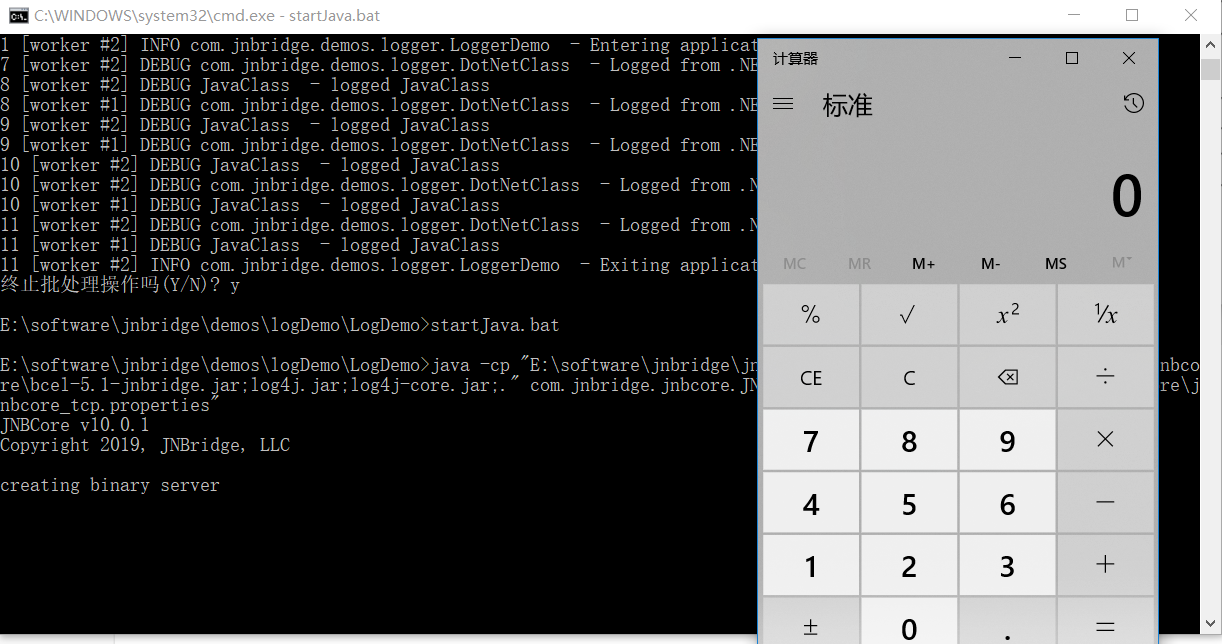 C:\WINDOWS\system32\cmd.exe - startJava.bat
1 [worker #2] INFO com.jnbridge.demos.logger.LoggerDemo  - Entering applicat
7 [worker #2] DEBUG com.jnbridge.demos.logger.DotNetClass  - Logged from .NE
8 [worker #2] DEBUG JavaClass  - logged JavaClass
8 [worker #1] DEBUG com.jnbridge.demos.logger.DotNetClass  - Logged from .NE
9 [worker #2] DEBUG JavaClass  - logged JavaClass
9 [worker #1] DEBUG com.jnbridge.demos.logger.DotNetClass  - Logged from .NE
10 [worker #2] DEBUG JavaClass  - logged JavaClass
10 [worker #2] DEBUG com.jnbridge.demos.logger.DotNetClass  - Logged from .N
10 [worker #1] DEBUG JavaClass  - logged JavaClass
11 [worker #2] DEBUG com.jnbridge.demos.logger.DotNetClass  - Logged from .N
11 [worker #1] DEBUG JavaClass  - logged JavaClass
11 [worker #2] INFO com.jnbridge.demos.logger.LoggerDemo  - Exiting applicat
终止批处理操作吗(Y/N)? y
E:\software\jnbridge\demos\logDemo\LogDemo>startJava.bat
E:\software\jnbridge\demos\logDemo\LogDemo>java -cp "E:\software\jnbridge\jn nbco
re\bcel-5.1-jnbridge.jar;log4j.jar;log4j-core.jar;." com.jnbridge.jnbcore.JN re\j
nbcore_tcp.properties"
JNBCore v10.0.1
Copyright 2019, JNBridge, LLC
creating binary server
计算器
标准
0
MC MR M+ M- MS M˅
% √ x² ¹/x
CE C ⌫ ÷
7 8 9 ×
4 5 6 −
1 2 3 +
± 0 . =